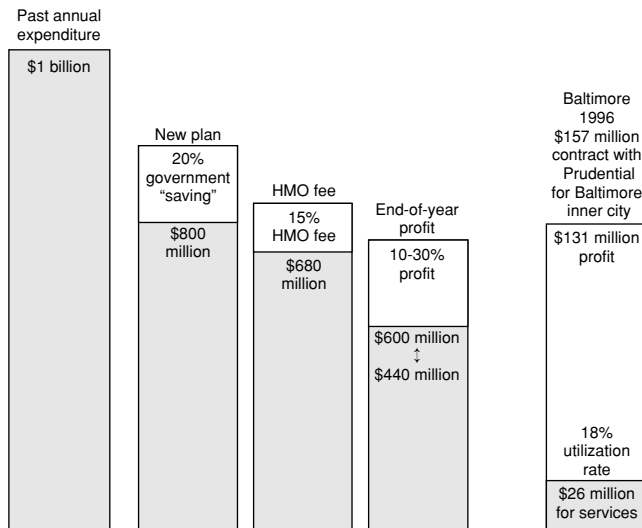 Past annual
expenditure
$1 billion
New plan
20%
government
“saving”
$800
million
HMO fee
15%
HMO fee
$680
million
End-of-year
profit
10-30%
profit
$600 million
↕
$440 million
Baltimore
1996
$157 million
contract with
Prudential
for Baltimore
inner city
$131 million
profit
18%
utilization
rate
$26 million
for services